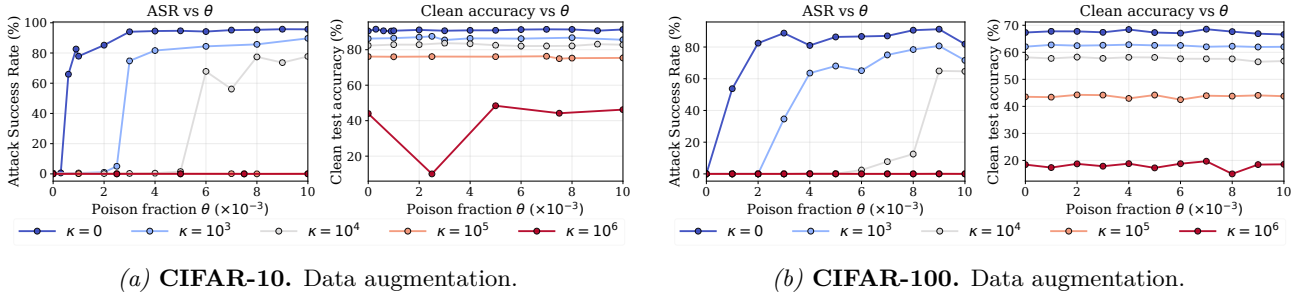 ASR vs θ
Attack Success Rate (%)
100
80
60
40
20
0
0 2 4 6 8 10
Poison fraction θ (×10⁻³)
Clean accuracy vs θ
Clean test accuracy (%)
80
60
40
20
0 2 4 6 8 10
Poison fraction θ (×10⁻³)
κ = 0 κ = 10³ κ = 10⁴ κ = 10⁵ κ = 10⁶
(a) CIFAR-10. Data augmentation.
ASR vs θ
Attack Success Rate (%)
80
60
40
20
0
0 2 4 6 8 10
Poison fraction θ (×10⁻³)
Clean accuracy vs θ
Clean test accuracy (%)
70
60
50
40
30
20
0 2 4 6 8 10
Poison fraction θ (×10⁻³)
κ = 0 κ = 10³ κ = 10⁴ κ = 10⁵ κ = 10⁶
(b) CIFAR-100. Data augmentation.